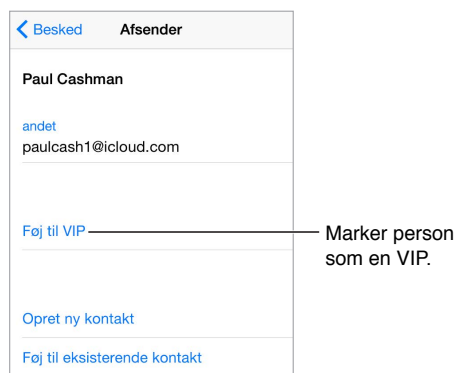 Besked Afsender
Paul Cashman
andet
paulcash1@icloud.com
Føj til VIP
Marker person
som en VIP.
Opret ny kontakt
Føj til eksisterende kontakt